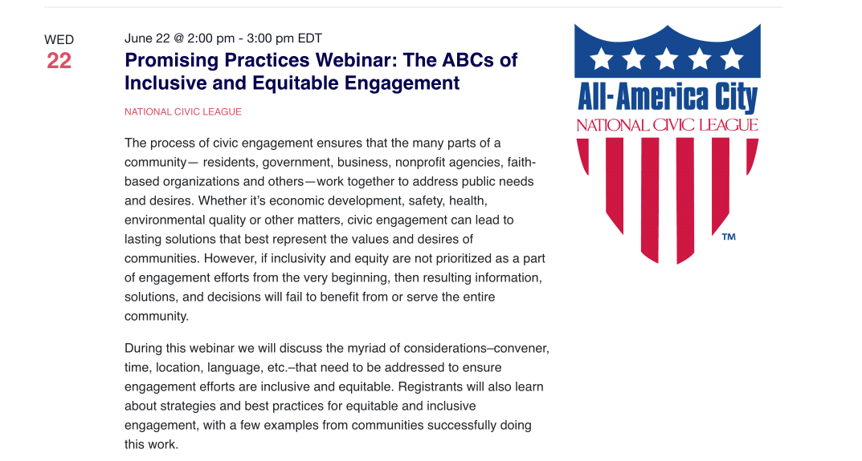 WED
22
June 22 @ 2:00 pm - 3:00 pm EDT
Promising Practices Webinar: The ABCs of
Inclusive and Equitable Engagement
NATIONAL CIVIC LEAGUE
The process of civic engagement ensures that the many parts of a
community— residents, government, business, nonprofit agencies, faith-
based organizations and others—work together to address public needs
and desires. Whether it’s economic development, safety, health,
environmental quality or other matters, civic engagement can lead to
lasting solutions that best represent the values and desires of
communities. However, if inclusivity and equity are not prioritized as a part
of engagement efforts from the very beginning, then resulting information,
solutions, and decisions will fail to benefit from or serve the entire
community.
During this webinar we will discuss the myriad of considerations–convener,
time, location, language, etc.–that need to be addressed to ensure
engagement efforts are inclusive and equitable. Registrants will also learn
about strategies and best practices for equitable and inclusive
engagement, with a few examples from communities successfully doing
this work.
All-America City
NATIONAL CIVIC LEAGUE
TM